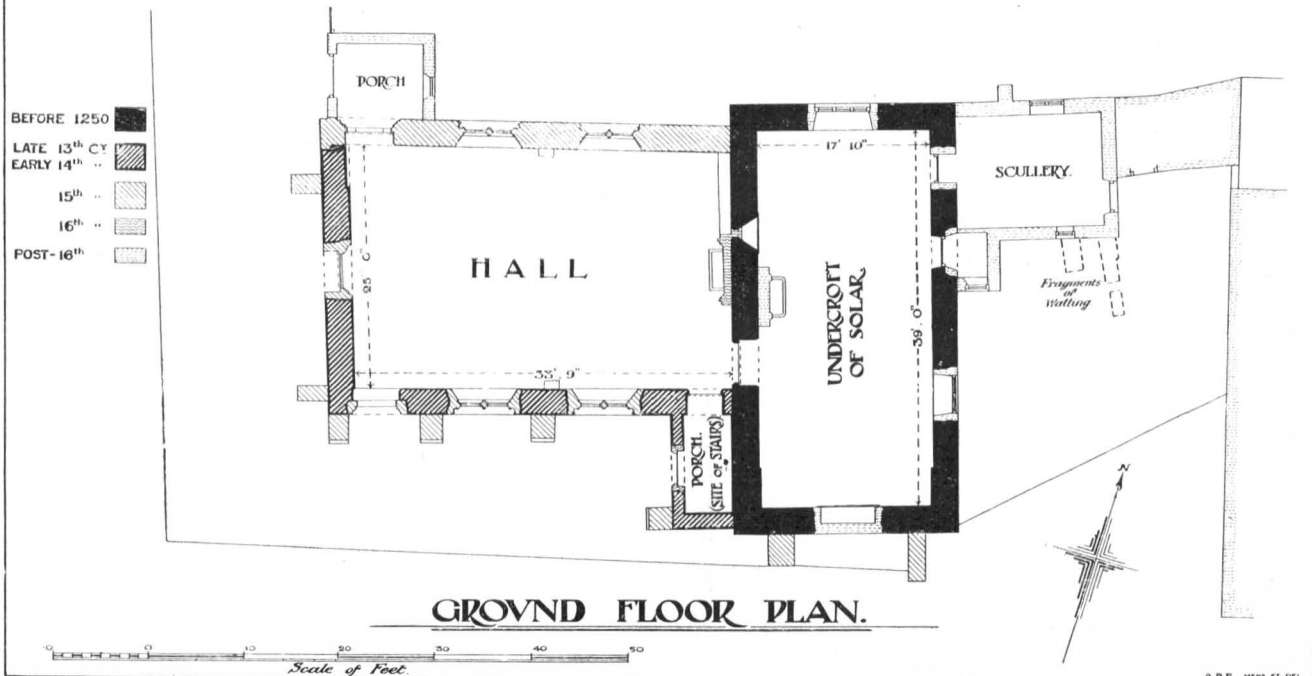 PORCH
BEFORE 1250
LATE 13th CY
EARLY 14th "
15th "
16th "
POST-16th
HALL
25' 0"
33' 9"
17' 10"
UNDERCROFT
OF SOLAR.
39' 0"
SCULLERY.
Fragments
of
Walling
PORCH.
(SITE OF STAIRS)
N
GROVND FLOOR PLAN.
10 0 10 20 30 40 50
Scale of Feet.